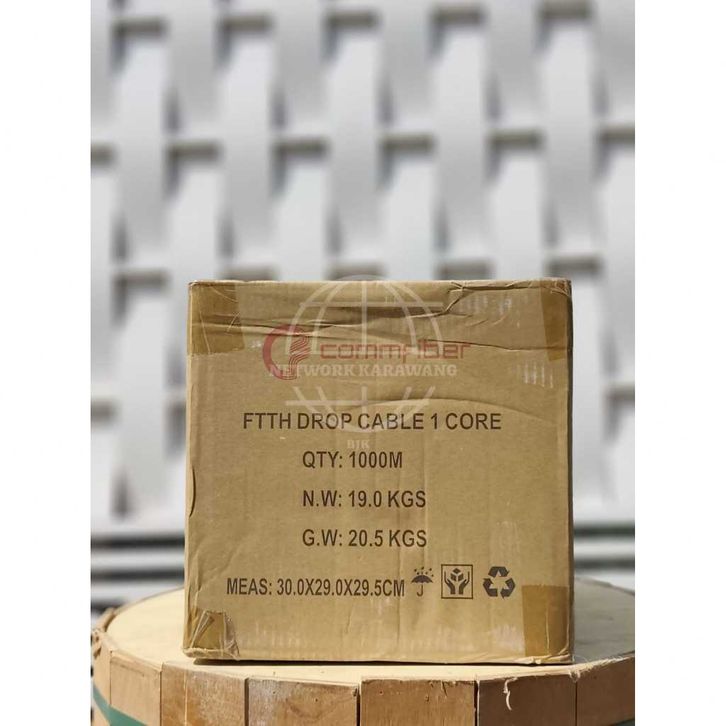 commfiber
NETWORK KARAWANG
FTTH DROP CABLE 1 CORE
BJK
QTY: 1000M
N.W: 19.0 KGS
G.W: 20.5 KGS
MEAS: 30.0X29.0X29.5CM